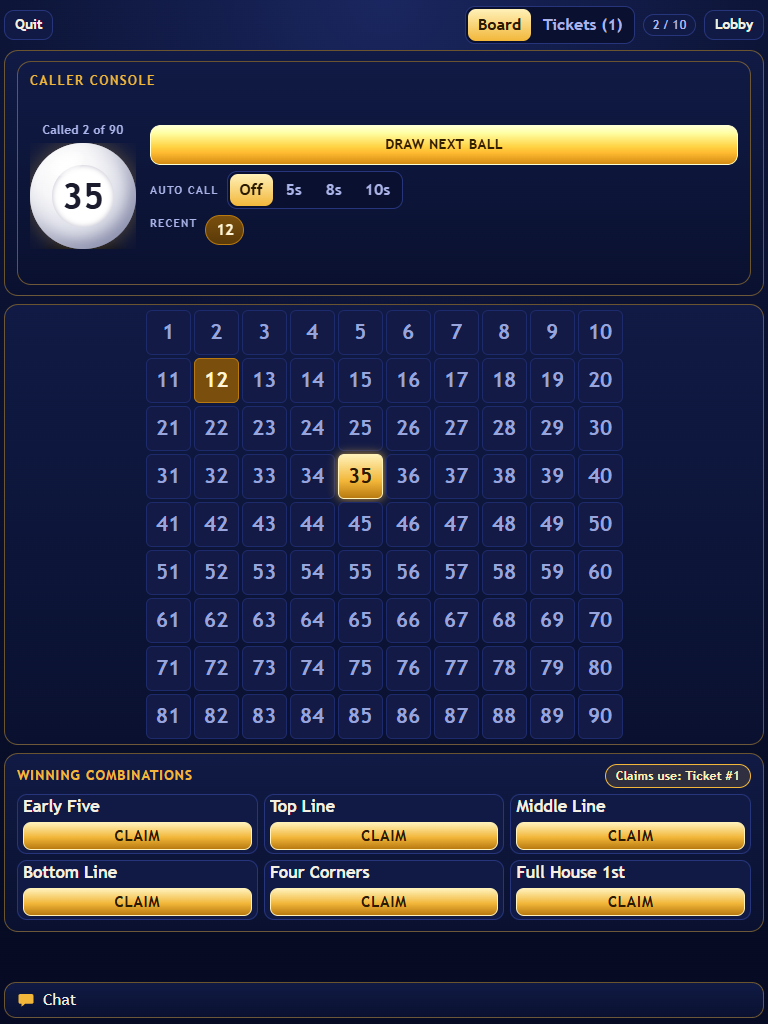 Quit Board Tickets (1) 2 / 10 Lobby
CALLER CONSOLE
Called 2 of 90
35
DRAW NEXT BALL
AUTO CALL Off 5s 8s 10s
RECENT 12
1 2 3 4 5 6 7 8 9 10
11 12 13 14 15 16 17 18 19 20
21 22 23 24 25 26 27 28 29 30
31 32 33 34 35 36 37 38 39 40
41 42 43 44 45 46 47 48 49 50
51 52 53 54 55 56 57 58 59 60
61 62 63 64 65 66 67 68 69 70
71 72 73 74 75 76 77 78 79 80
81 82 83 84 85 86 87 88 89 90
WINNING COMBINATIONS Claims use: Ticket #1
Early Five Top Line Middle Line
CLAIM CLAIM CLAIM
Bottom Line Four Corners Full House 1st
CLAIM CLAIM CLAIM
Chat